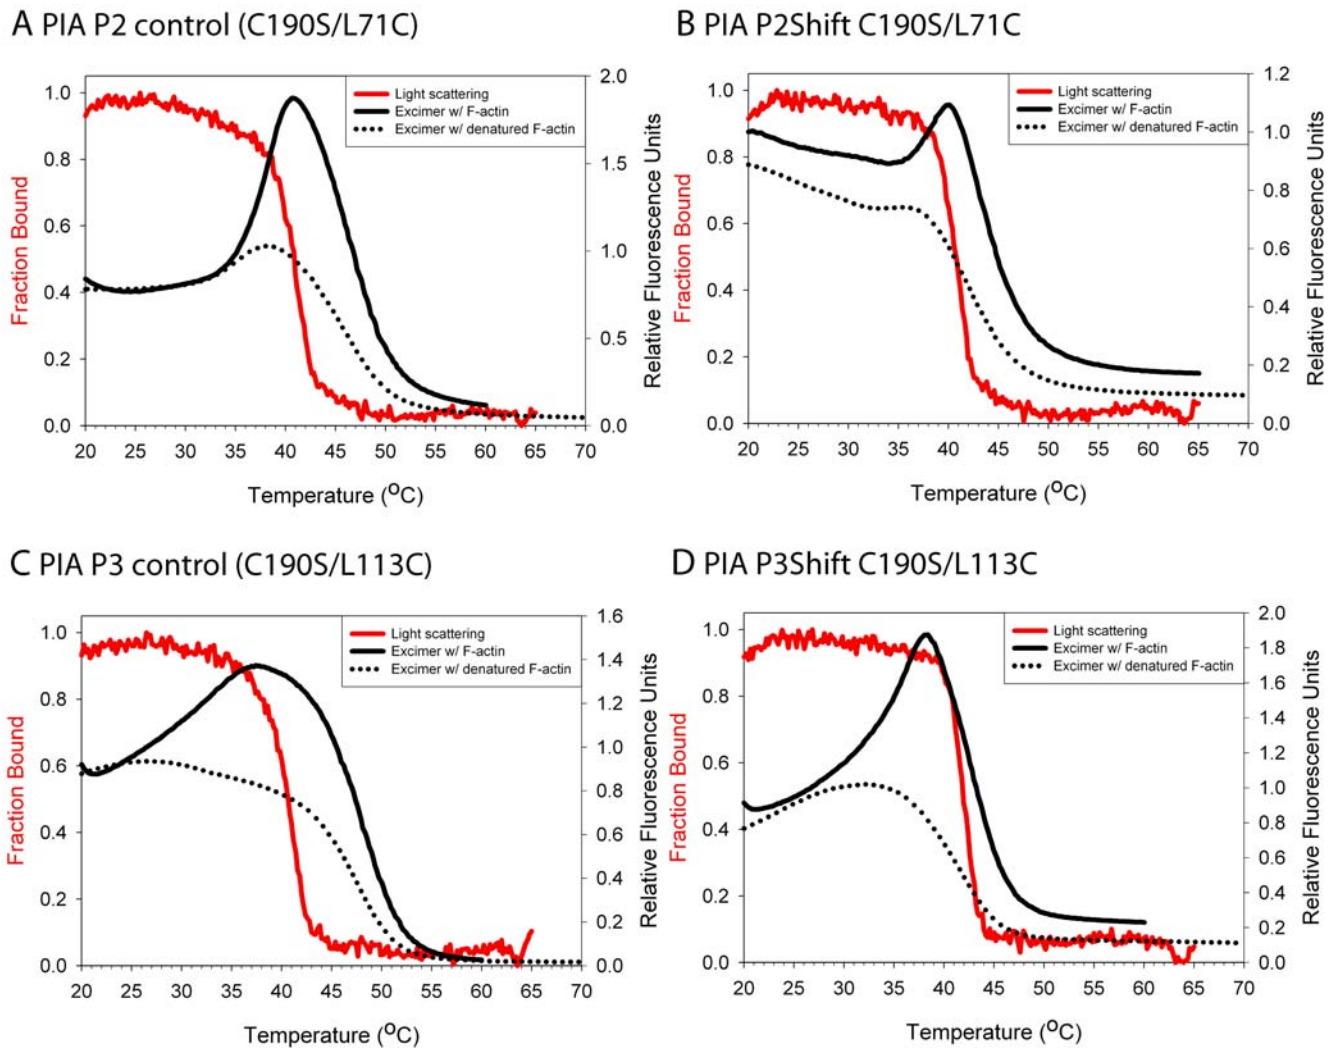 A PIA P2 control (C190S/L71C)
Light scattering
Excimer w/ F-actin
Excimer w/ denatured F-actin
Fraction Bound
1.0
0.8
0.6
0.4
0.2
0.0
2.0
1.5
1.0
0.5
0.0
Relative Fluorescence Units
20 25 30 35 40 45 50 55 60 65 70
Temperature (°C)
B PIA P2Shift C190S/L71C
Light scattering
Excimer w/ F-actin
Excimer w/ denatured F-actin
Fraction Bound
1.0
0.8
0.6
0.4
0.2
0.0
1.2
1.0
0.8
0.6
0.4
0.2
0.0
Relative Fluorescence Units
20 25 30 35 40 45 50 55 60 65 70
Temperature (°C)
C PIA P3 control (C190S/L113C)
Light scattering
Excimer w/ F-actin
Excimer w/ denatured F-actin
Fraction Bound
1.0
0.8
0.6
0.4
0.2
0.0
1.6
1.4
1.2
1.0
0.8
0.6
0.4
0.2
0.0
Relative Fluorescence Units
20 25 30 35 40 45 50 55 60 65 70
Temperature (°C)
D PIA P3Shift C190S/L113C
Light scattering
Excimer w/ F-actin
Excimer w/ denatured F-actin
Fraction Bound
1.0
0.8
0.6
0.4
0.2
0.0
2.0
1.8
1.6
1.4
1.2
1.0
0.8
0.6
0.4
0.2
0.0
Relative Fluorescence Units
20 25 30 35 40 45 50 55 60 65 70
Temperature (°C)